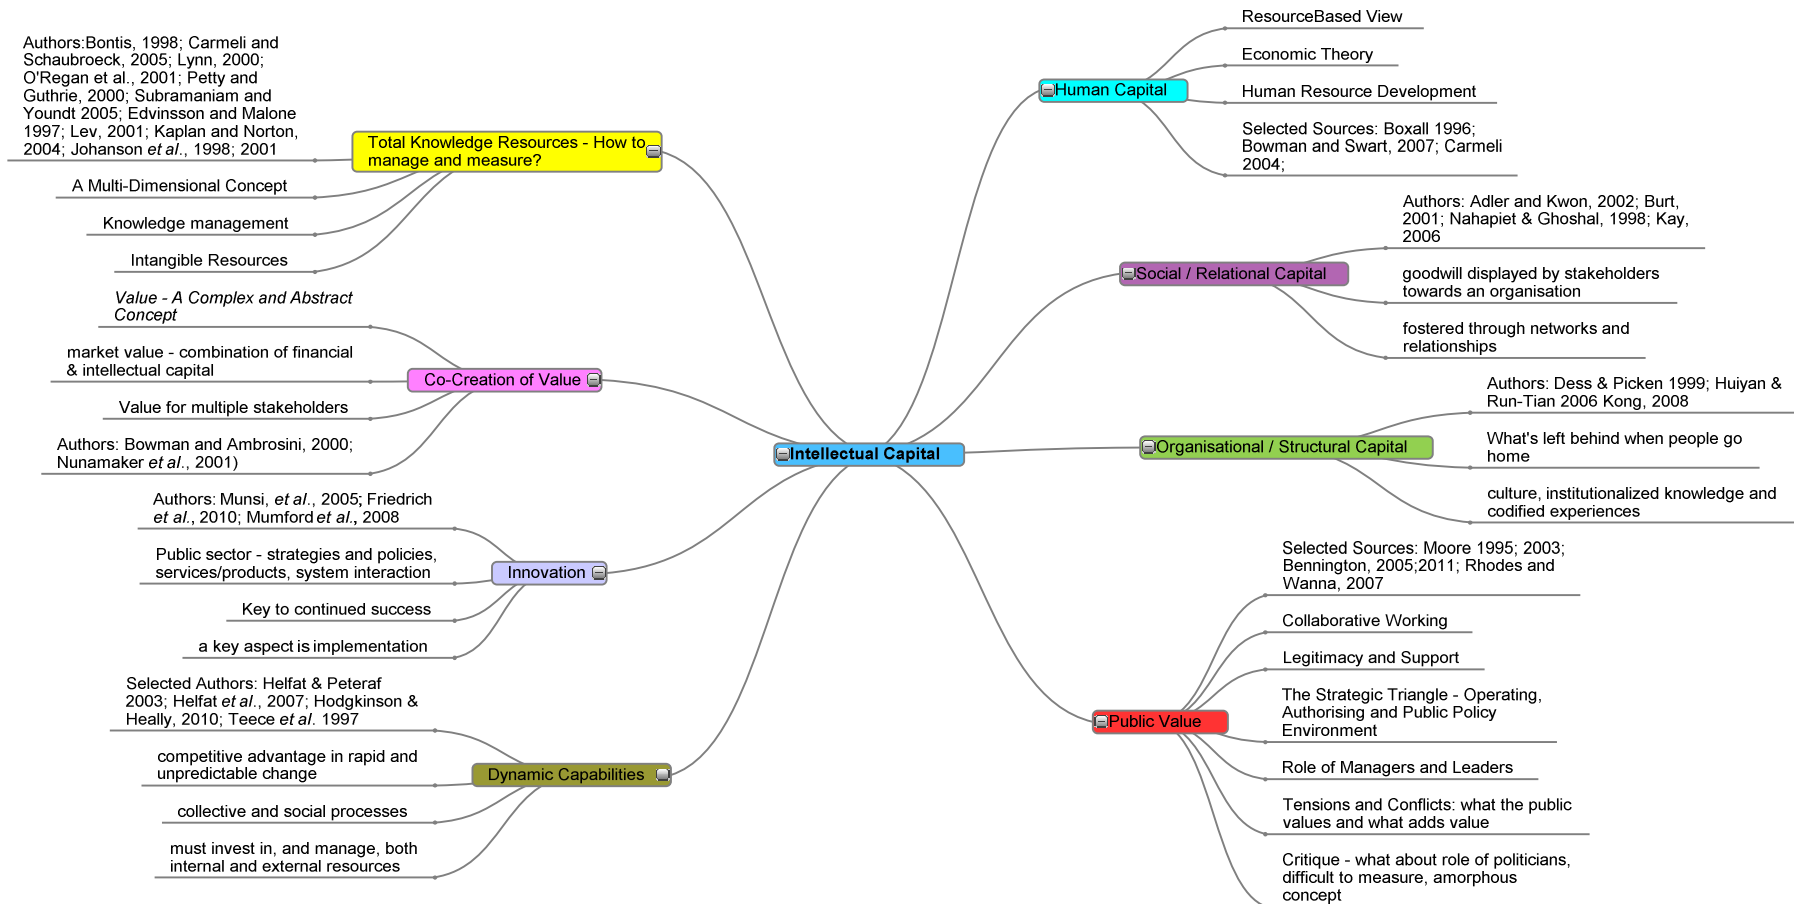 Intellectual Capital
Total Knowledge Resources - How to
manage and measure?
Authors:Bontis, 1998; Carmeli and
Schaubroeck, 2005; Lynn, 2000;
O'Regan et al., 2001; Petty and
Guthrie, 2000; Subramaniam and
Youndt 2005; Edvinsson and Malone
1997; Lev, 2001; Kaplan and Norton,
2004; Johanson et al., 1998; 2001
A Multi-Dimensional Concept
Knowledge management
Intangible Resources
Co-Creation of Value
Value - A Complex and Abstract
Concept
market value - combination of financial
& intellectual capital
Value for multiple stakeholders
Authors: Bowman and Ambrosini, 2000;
Nunamaker et al., 2001)
Innovation
Authors: Munsi, et al., 2005; Friedrich
et al., 2010; Mumford et al., 2008
Public sector - strategies and policies,
services/products, system interaction
Key to continued success
a key aspect is implementation
Dynamic Capabilities
Selected Authors: Helfat & Peteraf
2003; Helfat et al., 2007; Hodgkinson &
Heally, 2010; Teece et al. 1997
competitive advantage in rapid and
unpredictable change
collective and social processes
must invest in, and manage, both
internal and external resources
Human Capital
ResourceBased View
Economic Theory
Human Resource Development
Selected Sources: Boxall 1996;
Bowman and Swart, 2007; Carmeli
2004;
Social / Relational Capital
Authors: Adler and Kwon, 2002; Burt,
2001; Nahapiet & Ghoshal, 1998; Kay,
2006
goodwill displayed by stakeholders
towards an organisation
fostered through networks and
relationships
Organisational / Structural Capital
Authors: Dess & Picken 1999; Huiyan &
Run-Tian 2006 Kong, 2008
What's left behind when people go
home
culture, institutionalized knowledge and
codified experiences
Public Value
Selected Sources: Moore 1995; 2003;
Bennington, 2005;2011; Rhodes and
Wanna, 2007
Collaborative Working
Legitimacy and Support
The Strategic Triangle - Operating,
Authorising and Public Policy
Environment
Role of Managers and Leaders
Tensions and Conflicts: what the public
values and what adds value
Critique - what about role of politicians,
difficult to measure, amorphous
concept